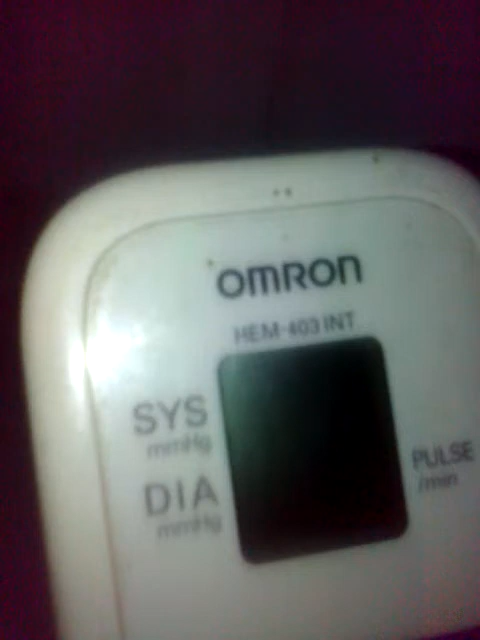 OMRON
HEM-403 INT
SYS
mmHg
DIA
mmHg
PULSE
/min